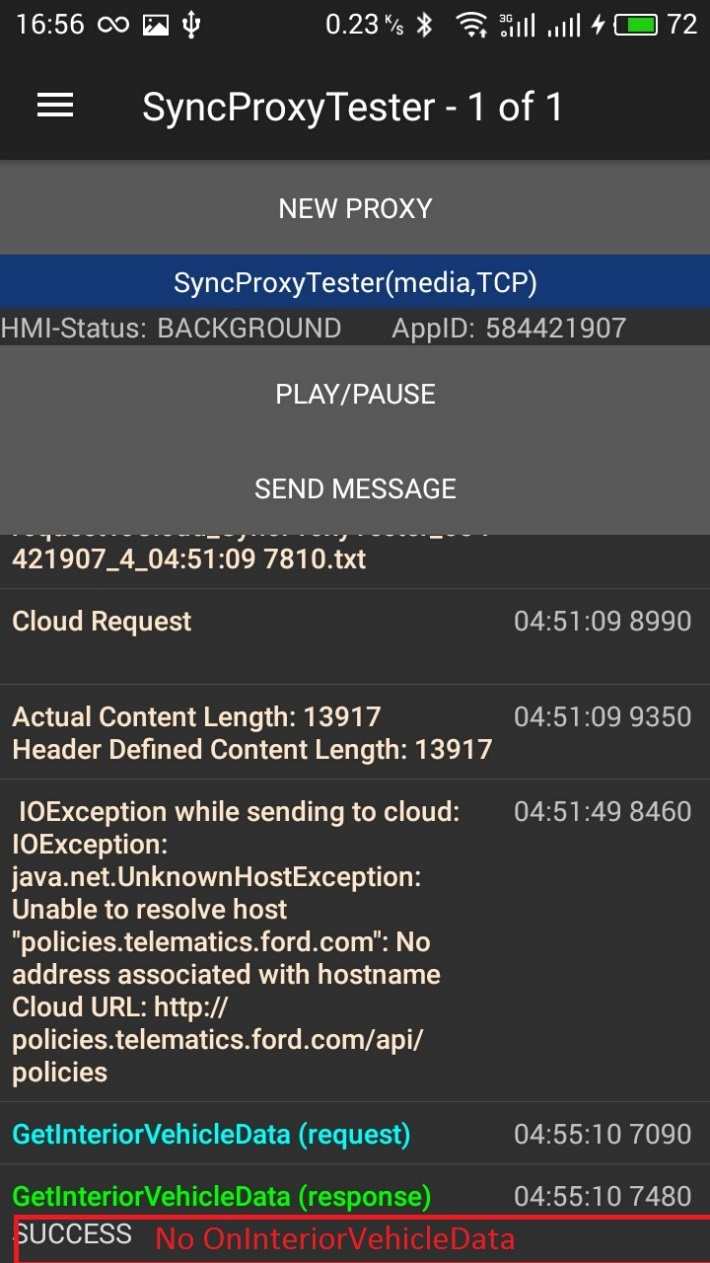 16:56 0.23 K/s 3G 72
SyncProxyTester - 1 of 1
NEW PROXY
SyncProxyTester(media,TCP)
HMI-Status: BACKGROUND AppID: 584421907
PLAY/PAUSE
SEND MESSAGE
421907_4_04:51:09 7810.txt
Cloud Request 04:51:09 8990
Actual Content Length: 13917 04:51:09 9350
Header Defined Content Length: 13917
IOException while sending to cloud: 04:51:49 8460
IOException:
java.net.UnknownHostException:
Unable to resolve host
"policies.telematics.ford.com": No
address associated with hostname
Cloud URL: http://
policies.telematics.ford.com/api/
policies
GetInteriorVehicleData (request) 04:55:10 7090
GetInteriorVehicleData (response) 04:55:10 7480
SUCCESS No OnInteriorVehicleData